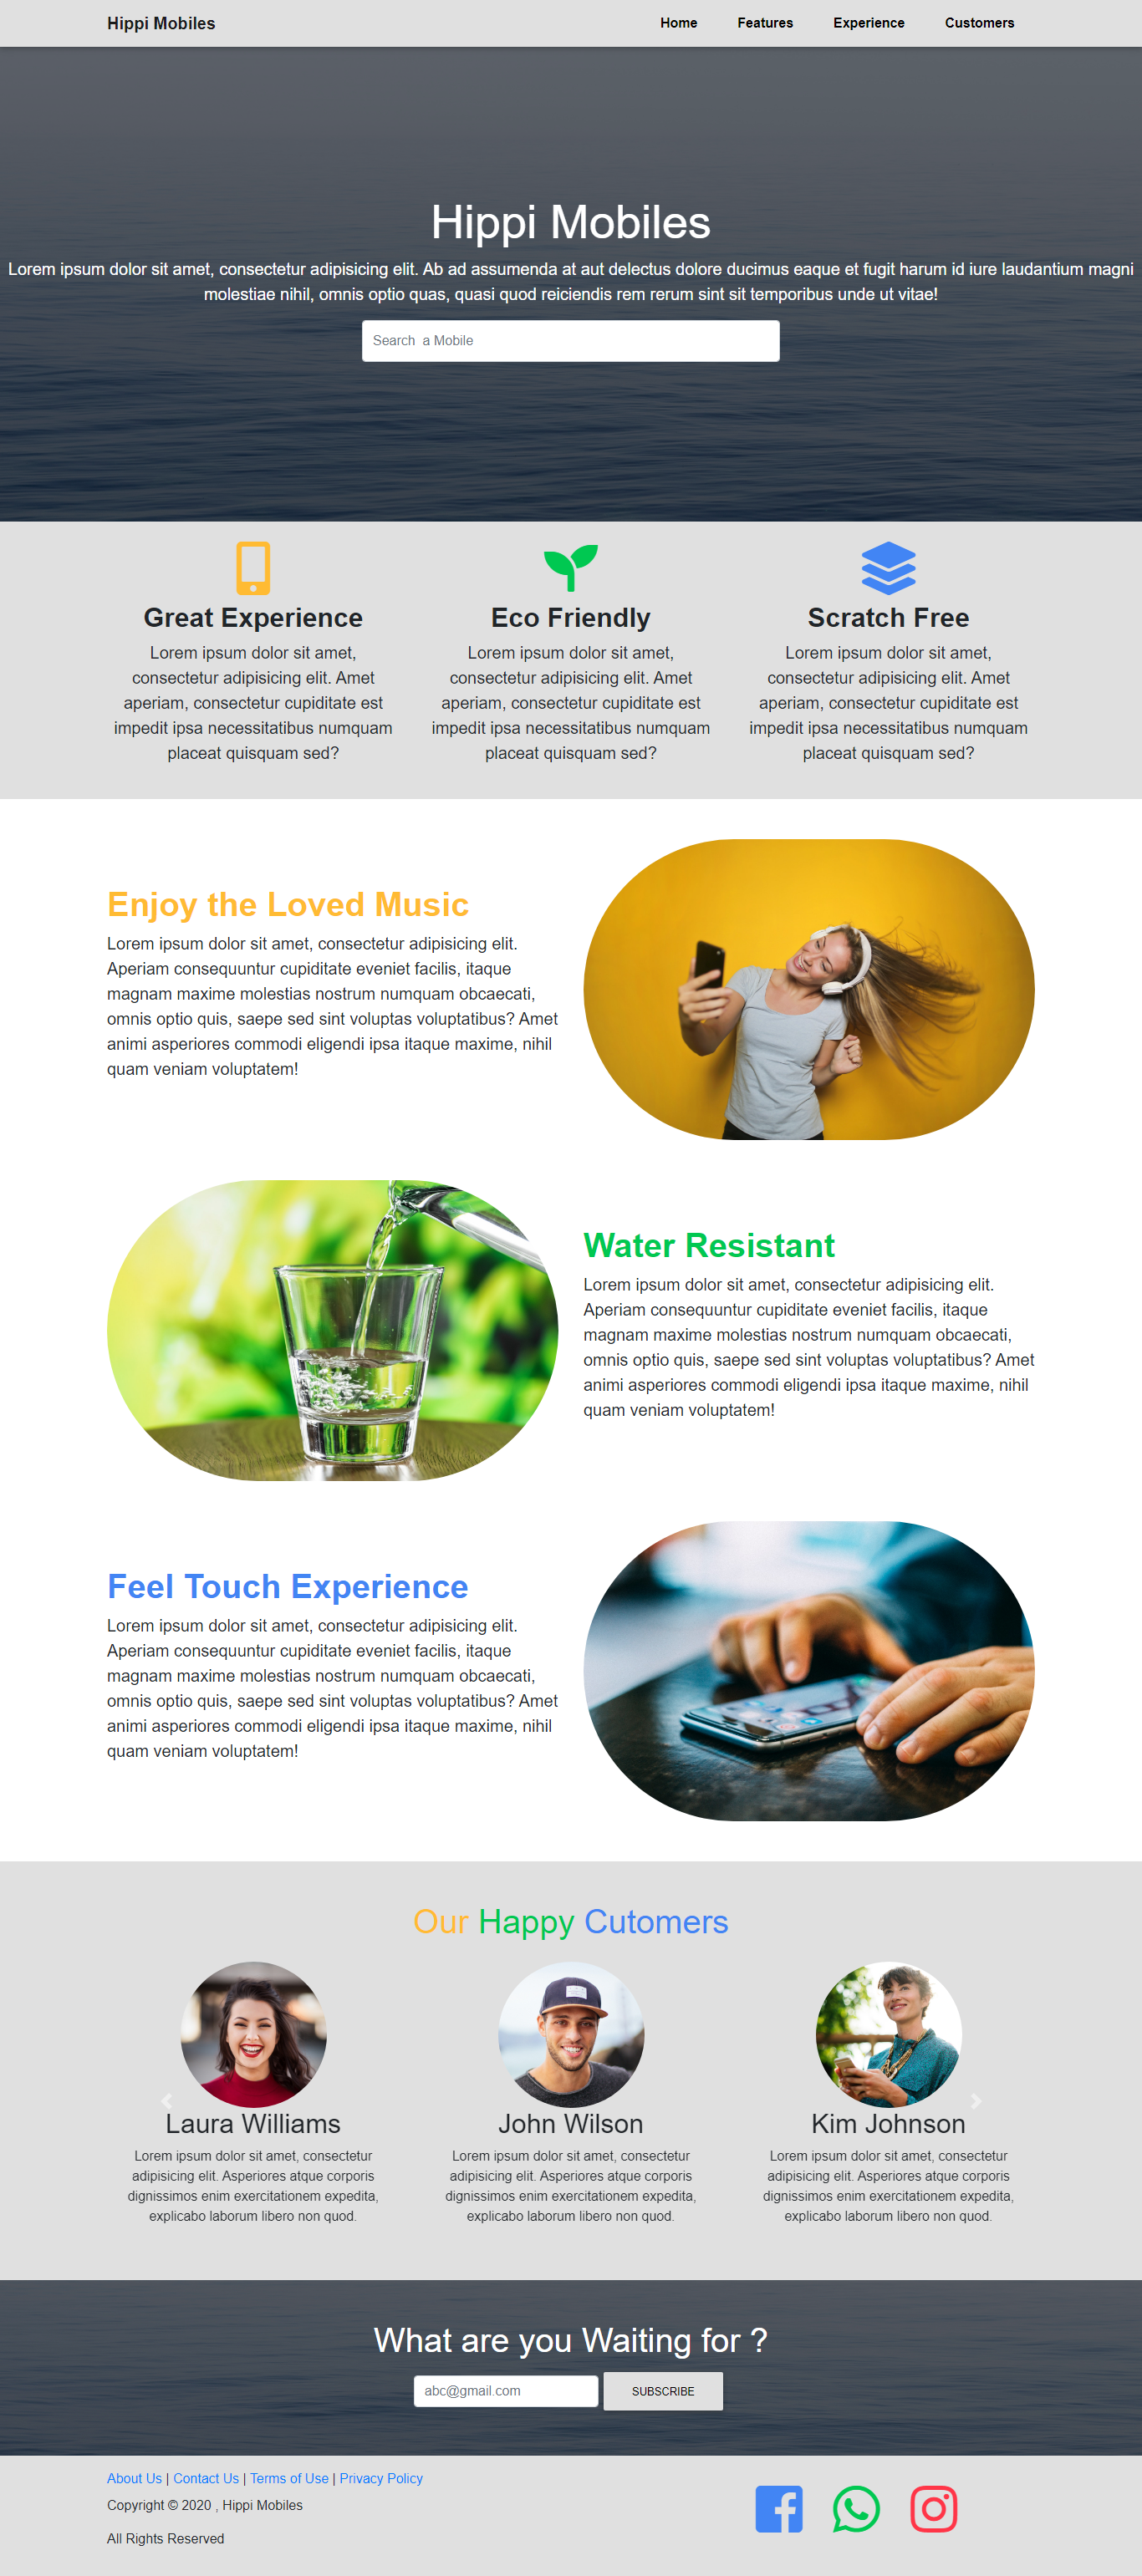 Hippi Mobiles
Home Features Experience Customers
Hippi Mobiles
Lorem ipsum dolor sit amet, consectetur adipisicing elit. Ab ad assumenda at aut delectus dolore ducimus eaque et fugit harum id iure laudantium magni
molestiae nihil, omnis optio quas, quasi quod reiciendis rem rerum sint sit temporibus unde ut vitae!
Search a Mobile
Great Experience
Lorem ipsum dolor sit amet,
consectetur adipisicing elit. Amet
aperiam, consectetur cupiditate est
impedit ipsa necessitatibus numquam
placeat quisquam sed?
Eco Friendly
Lorem ipsum dolor sit amet,
consectetur adipisicing elit. Amet
aperiam, consectetur cupiditate est
impedit ipsa necessitatibus numquam
placeat quisquam sed?
Scratch Free
Lorem ipsum dolor sit amet,
consectetur adipisicing elit. Amet
aperiam, consectetur cupiditate est
impedit ipsa necessitatibus numquam
placeat quisquam sed?
Enjoy the Loved Music
Lorem ipsum dolor sit amet, consectetur adipisicing elit.
Aperiam consequuntur cupiditate eveniet facilis, itaque
magnam maxime molestias nostrum numquam obcaecati,
omnis optio quis, saepe sed sint voluptas voluptatibus? Amet
animi asperiores commodi eligendi ipsa itaque maxime, nihil
quam veniam voluptatem!
Water Resistant
Lorem ipsum dolor sit amet, consectetur adipisicing elit.
Aperiam consequuntur cupiditate eveniet facilis, itaque
magnam maxime molestias nostrum numquam obcaecati,
omnis optio quis, saepe sed sint voluptas voluptatibus? Amet
animi asperiores commodi eligendi ipsa itaque maxime, nihil
quam veniam voluptatem!
Feel Touch Experience
Lorem ipsum dolor sit amet, consectetur adipisicing elit.
Aperiam consequuntur cupiditate eveniet facilis, itaque
magnam maxime molestias nostrum numquam obcaecati,
omnis optio quis, saepe sed sint voluptas voluptatibus? Amet
animi asperiores commodi eligendi ipsa itaque maxime, nihil
quam veniam voluptatem!
Our Happy Cutomers
Laura Williams
Lorem ipsum dolor sit amet, consectetur
adipisicing elit. Asperiores atque corporis
dignissimos enim exercitationem expedita,
explicabo laborum libero non quod.
John Wilson
Lorem ipsum dolor sit amet, consectetur
adipisicing elit. Asperiores atque corporis
dignissimos enim exercitationem expedita,
explicabo laborum libero non quod.
Kim Johnson
Lorem ipsum dolor sit amet, consectetur
adipisicing elit. Asperiores atque corporis
dignissimos enim exercitationem expedita,
explicabo laborum libero non quod.
What are you Waiting for ?
abc@gmail.com SUBSCRIBE
About Us | Contact Us | Terms of Use | Privacy Policy
Copyright © 2020 , Hippi Mobiles
All Rights Reserved